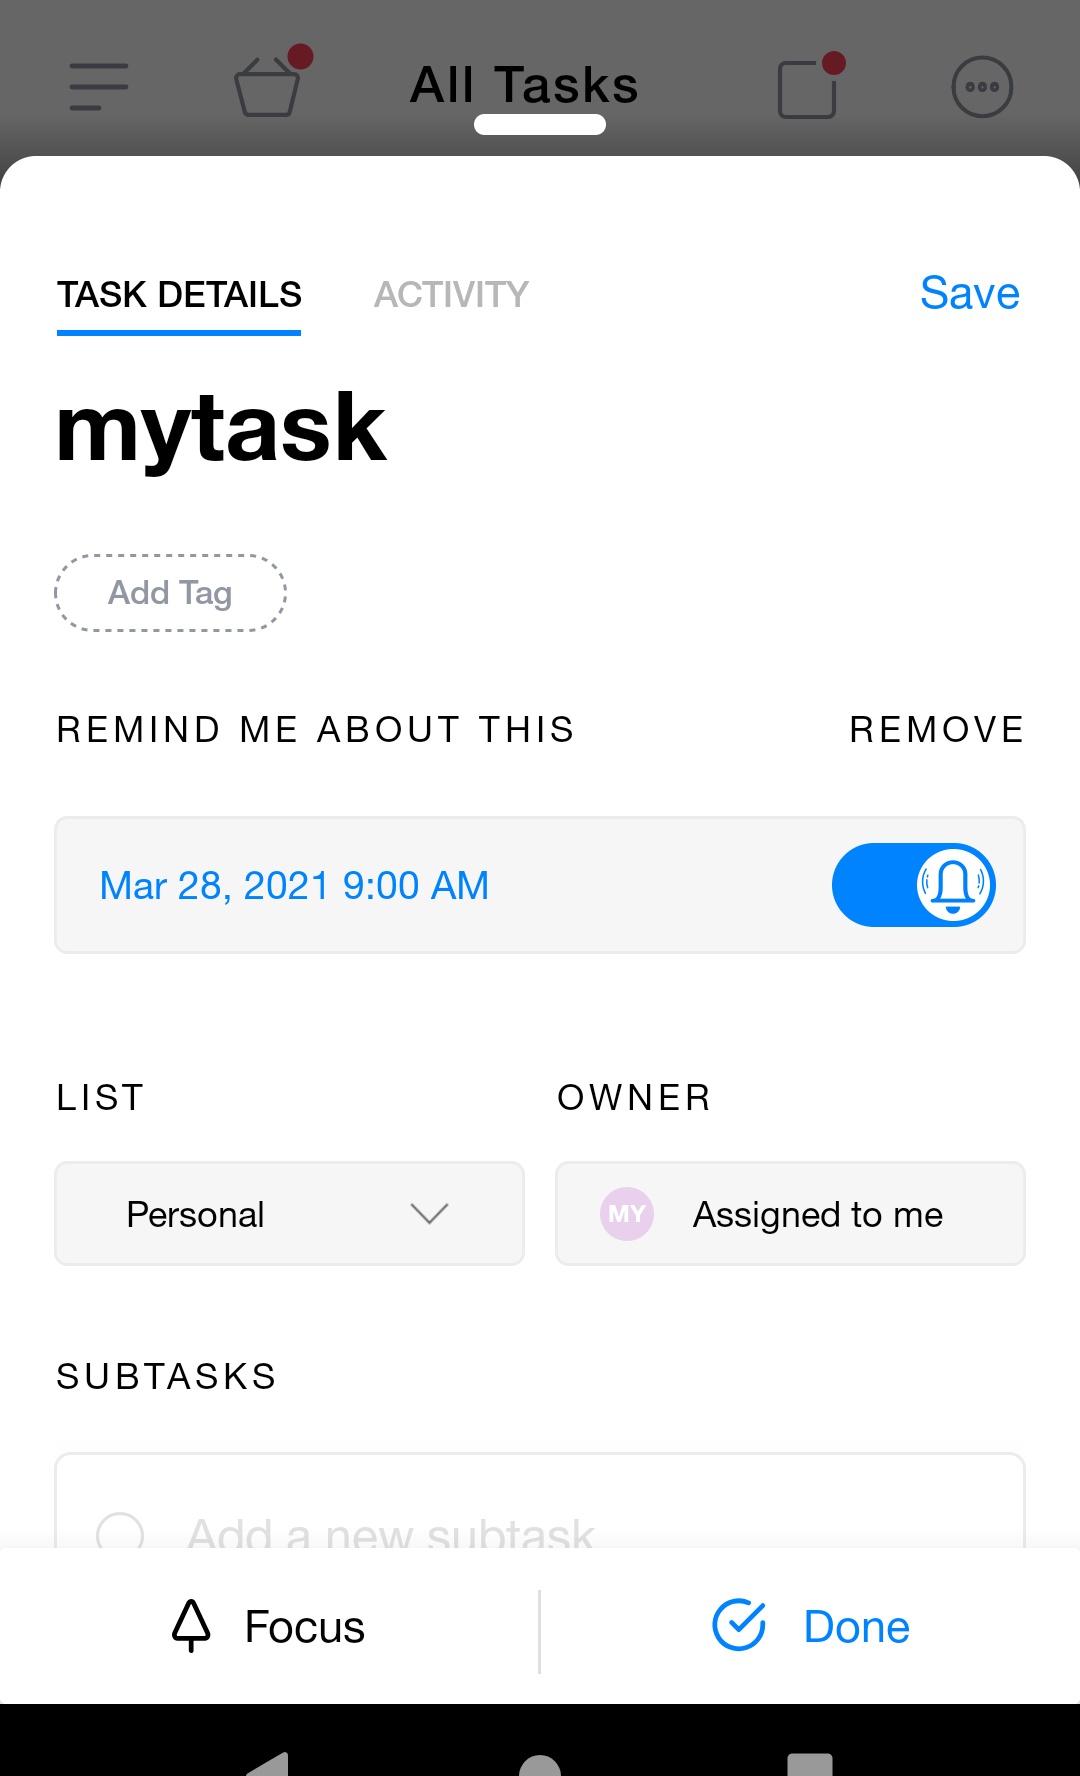 All Tasks
TASK DETAILS ACTIVITY Save
mytask
Add Tag
REMIND ME ABOUT THIS REMOVE
Mar 28, 2021 9:00 AM
LIST OWNER
Personal MY Assigned to me
SUBTASKS
Add a new subtask
Focus Done